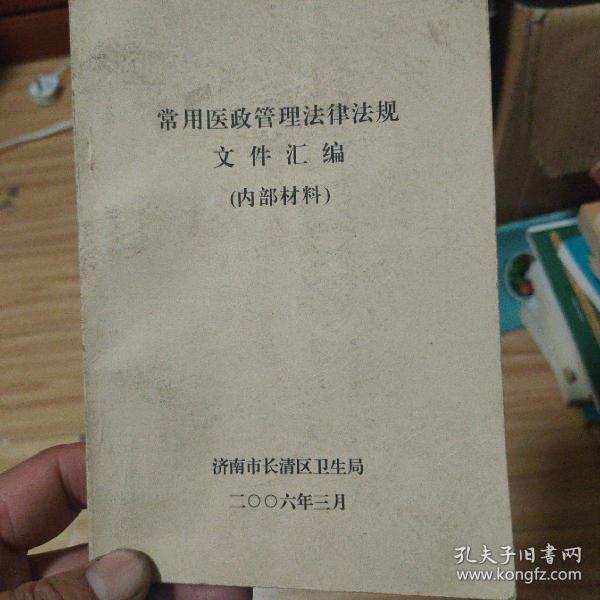 常用医政管理法律法规
文件汇编
(内部材料)
济南市长清区卫生局
二〇〇六年三月
孔夫子旧书网
www.kongfz.com